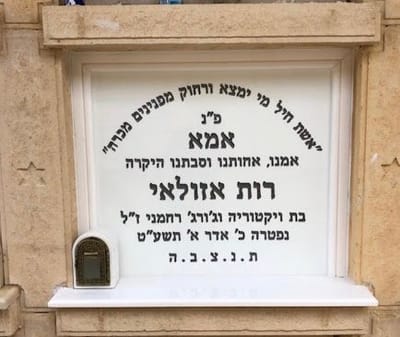 "אשת חיל מי ימצא ורחוק מפנינים מכרה"
פ"נ
אמא
אמנו, אחותנו וסבתנו היקרה
רות אזולאי
בת ויקטוריה וג'ורג' רחמני ז"ל
נפטרה כ' אדר א' תשע"ט
ת.נ.צ.ב.ה